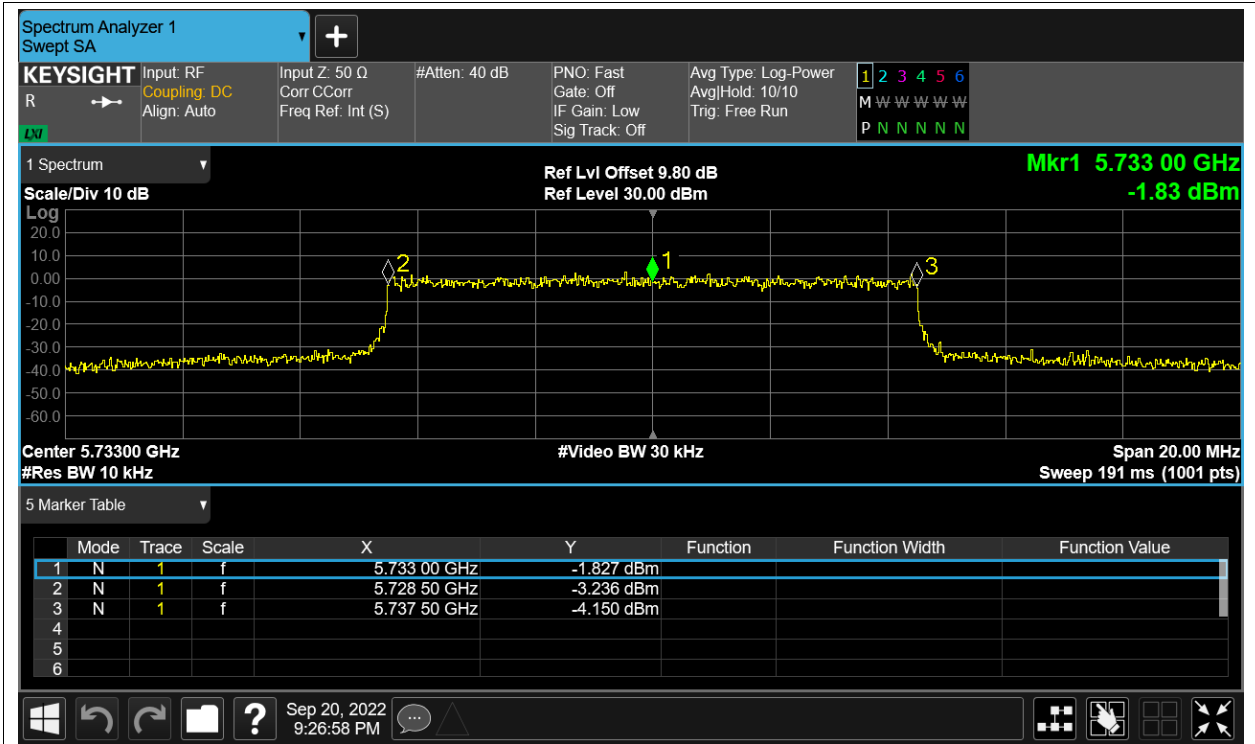 Spectrum Analyzer 1
Swept SA
+
KEYSIGHT Input: RF Input Z: 50 Ω #Atten: 40 dB PNO: Fast Avg Type: Log-Power 1 2 3 4 5 6
R Coupling: DC Corr CCorr Gate: Off Avg|Hold: 10/10 M W W W W W
Align: Auto Freq Ref: Int (S) IF Gain: Low Trig: Free Run
LXI Sig Track: Off P N N N N N
1 Spectrum Ref Lvl Offset 9.80 dB Mkr1 5.733 00 GHz
Scale/Div 10 dB Ref Level 30.00 dBm -1.83 dBm
Log
20.0
10.0
2 1 3
0.00
-10.0
-20.0
-30.0
-40.0
-50.0
-60.0
Center 5.73300 GHz #Video BW 30 kHz Span 20.00 MHz
#Res BW 10 kHz Sweep 191 ms (1001 pts)
5 Marker Table
Mode Trace Scale X Y Function Function Width Function Value
1 N 1 f 5.733 00 GHz -1.827 dBm
2 N 1 f 5.728 50 GHz -3.236 dBm
3 N 1 f 5.737 50 GHz -4.150 dBm
4
5
6
? Sep 20, 2022
9:26:58 PM